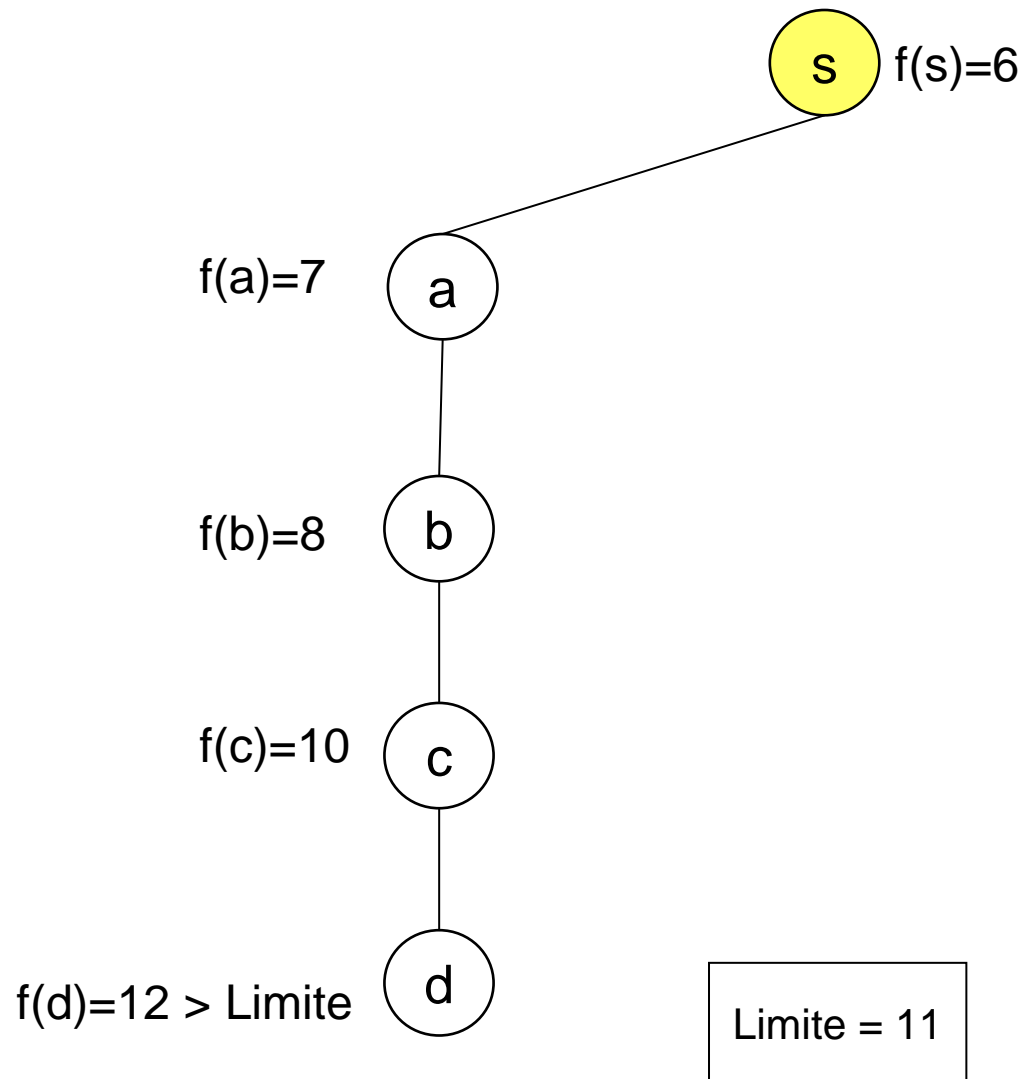 s f(s)=6
f(a)=7 a
f(b)=8 b
f(c)=10 c
f(d)=12 > Limite d
Limite = 11